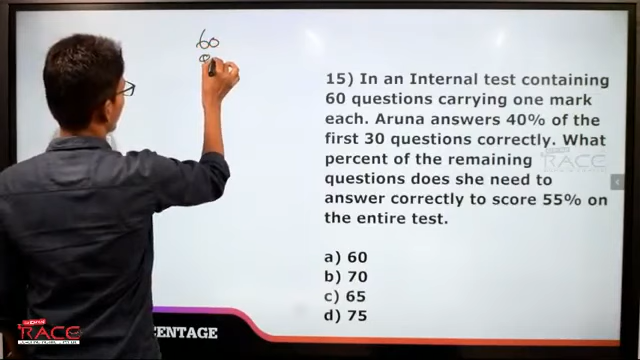 60
15) In an Internal test containing
60 questions carrying one mark
each. Aruna answers 40% of the
first 30 questions correctly. What
percent of the remaining
questions does she need to
answer correctly to score 55% on
the entire test.
RACE
a) 60
b) 70
c) 65
d) 75
RACE
CENTAGE